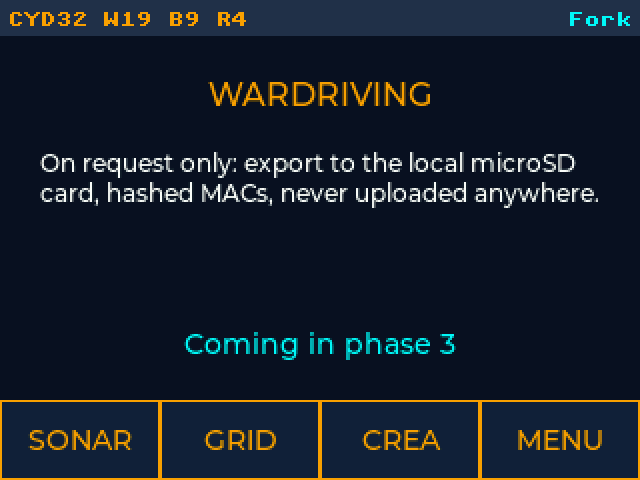 CYD32 W19 B9 R4 Fork
WARDRIVING
On request only: export to the local microSD
card, hashed MACs, never uploaded anywhere.
Coming in phase 3
SONAR GRID CREA MENU